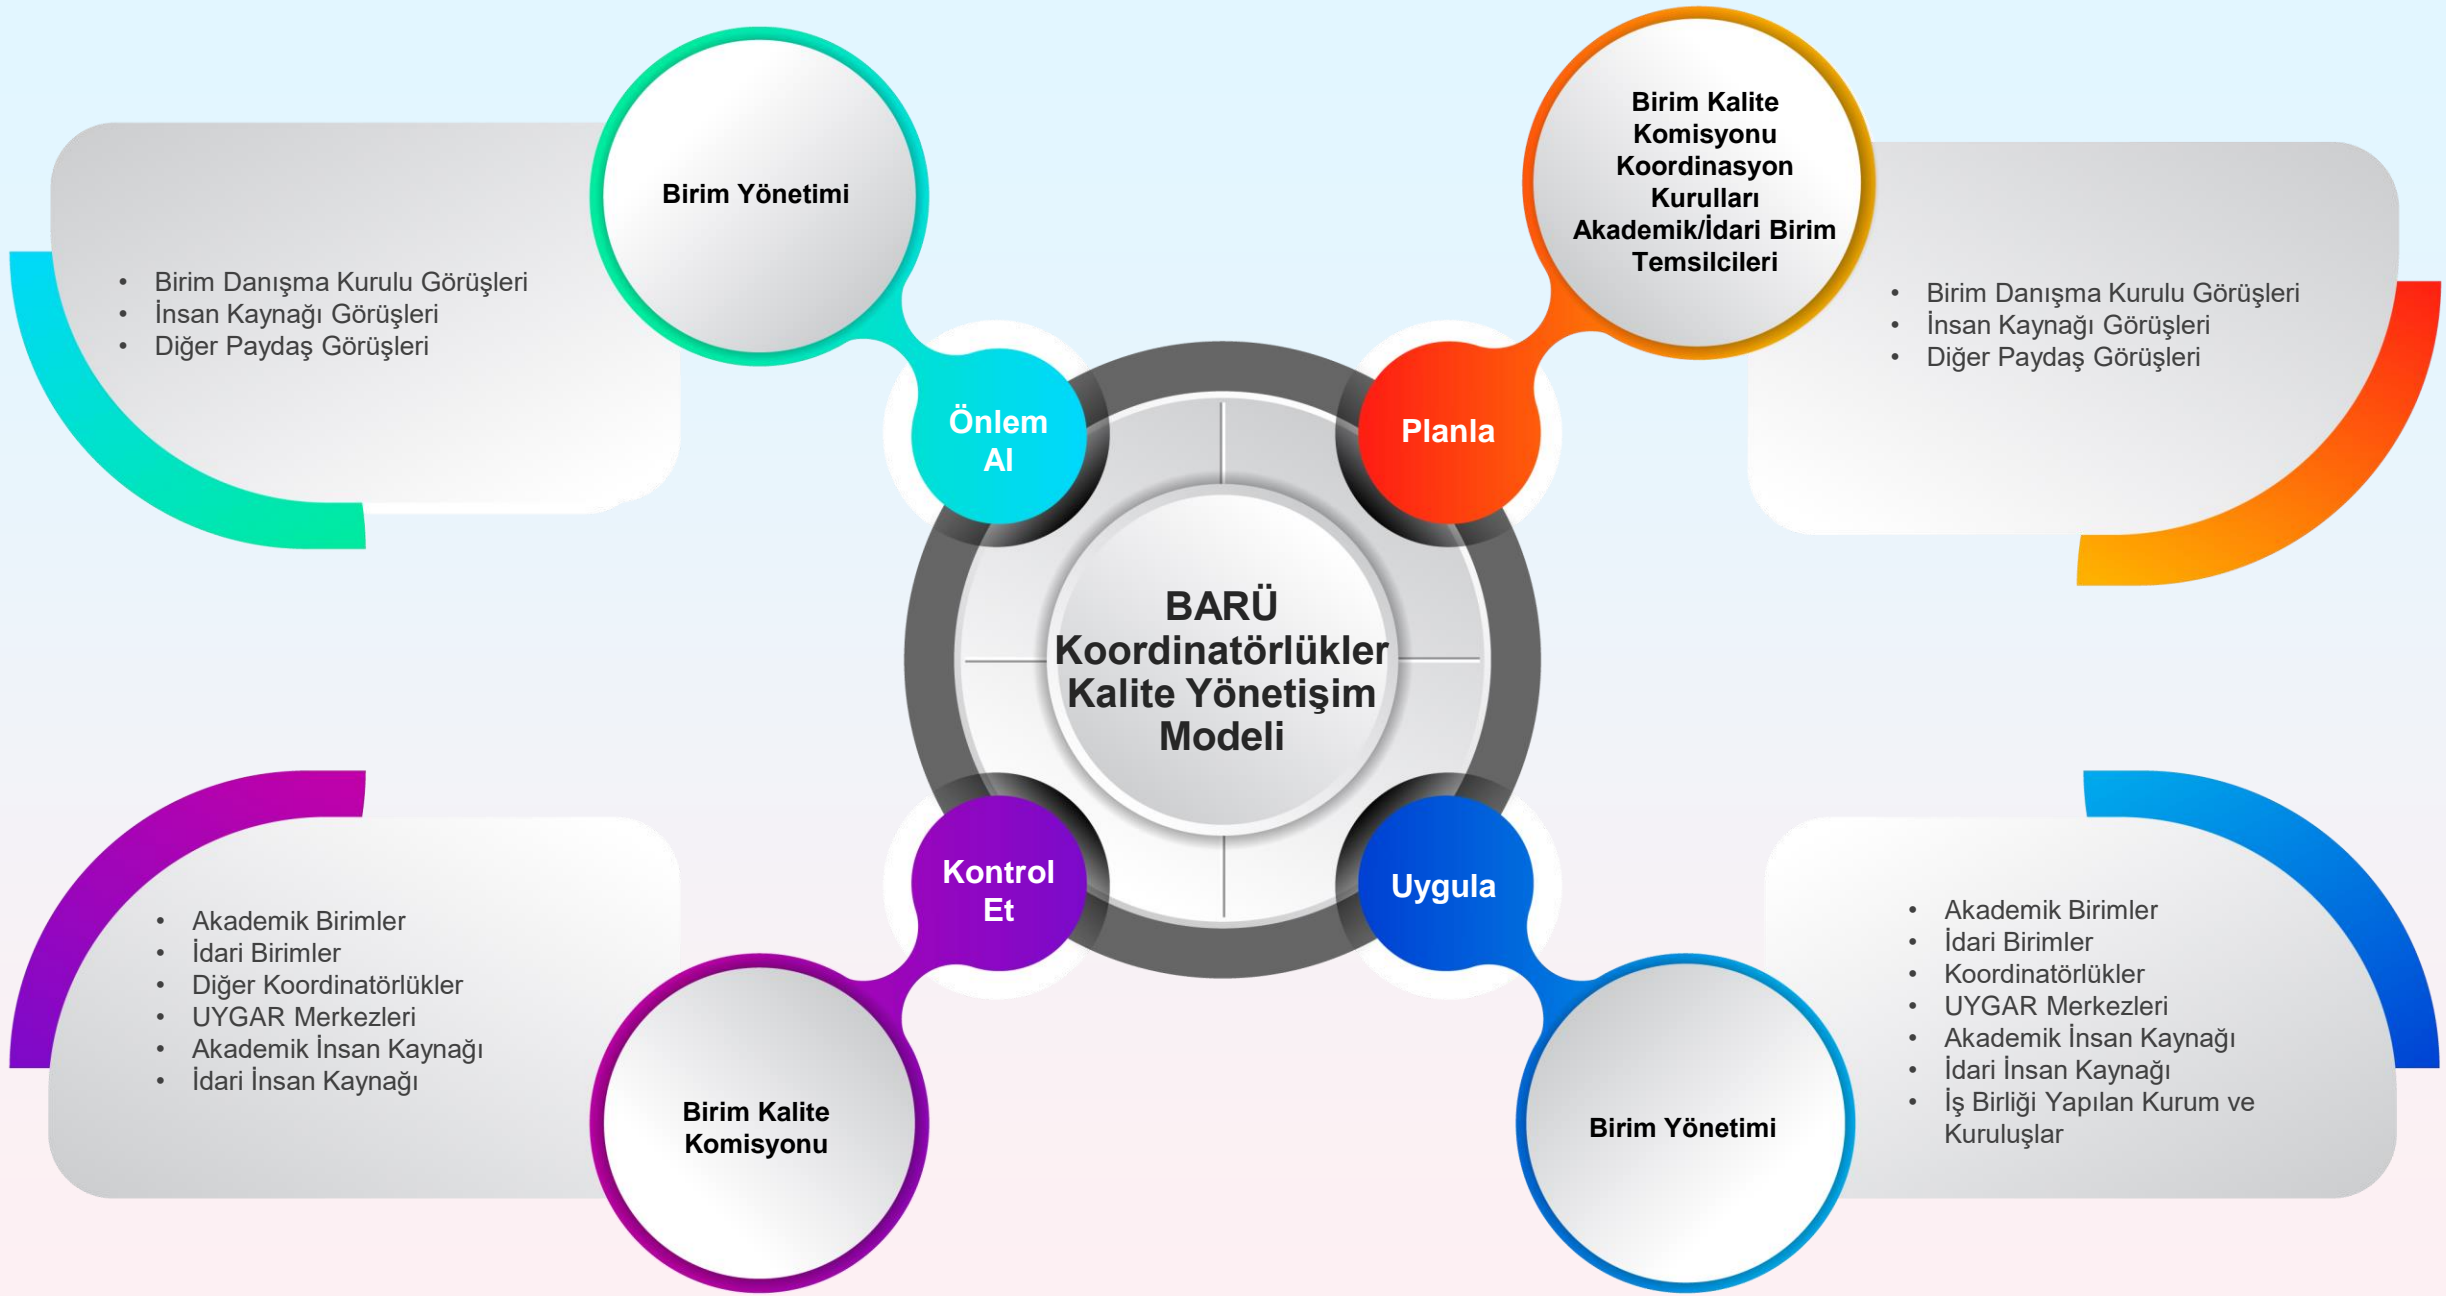 Birim Yönetimi
• Birim Danışma Kurulu Görüşleri
• İnsan Kaynağı Görüşleri
• Diğer Paydaş Görüşleri
Önlem
Al
Birim Kalite
Komisyonu
Koordinasyon
Kurulları
Akademik/İdari Birim
Temsilcileri
• Birim Danışma Kurulu Görüşleri
• İnsan Kaynağı Görüşleri
• Diğer Paydaş Görüşleri
Planla
BARÜ
Koordinatörlükler
Kalite Yönetişim
Modeli
Kontrol
Et
• Akademik Birimler
• İdari Birimler
• Diğer Koordinatörlükler
• UYGAR Merkezleri
• Akademik İnsan Kaynağı
• İdari İnsan Kaynağı
Birim Kalite
Komisyonu
Uygula
• Akademik Birimler
• İdari Birimler
• Koordinatörlükler
• UYGAR Merkezleri
• Akademik İnsan Kaynağı
• İdari İnsan Kaynağı
• İş Birliği Yapılan Kurum ve
Kuruluşlar
Birim Yönetimi